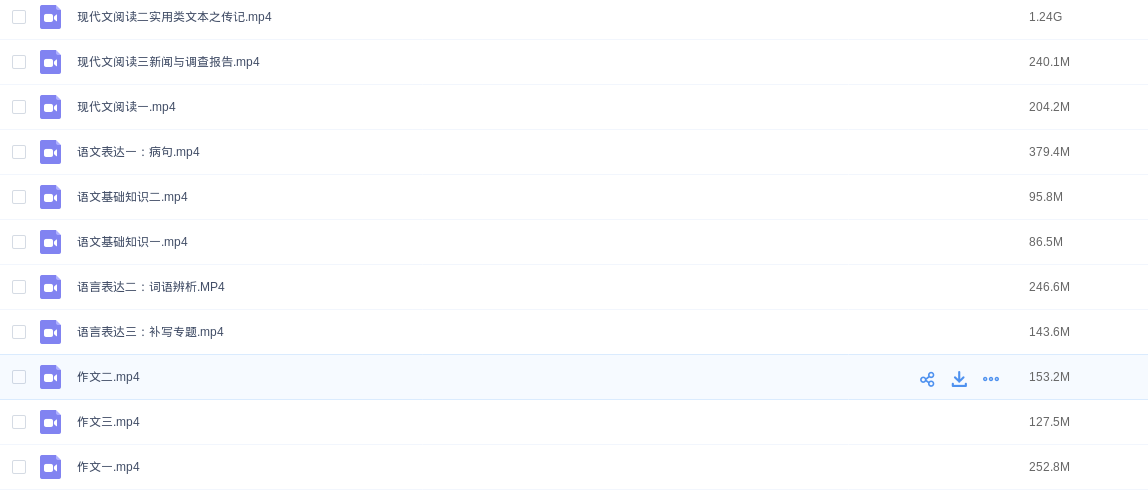 现代文阅读二实用类文本之传记.mp4 1.24G
现代文阅读三新闻与调查报告.mp4 240.1M
现代文阅读一.mp4 204.2M
语文表达一：病句.mp4 379.4M
语文基础知识二.mp4 95.8M
语文基础知识一.mp4 86.5M
语言表达二：词语辨析.MP4 246.6M
语言表达三：补写专题.mp4 143.6M
作文二.mp4 153.2M
作文三.mp4 127.5M
作文一.mp4 252.8M